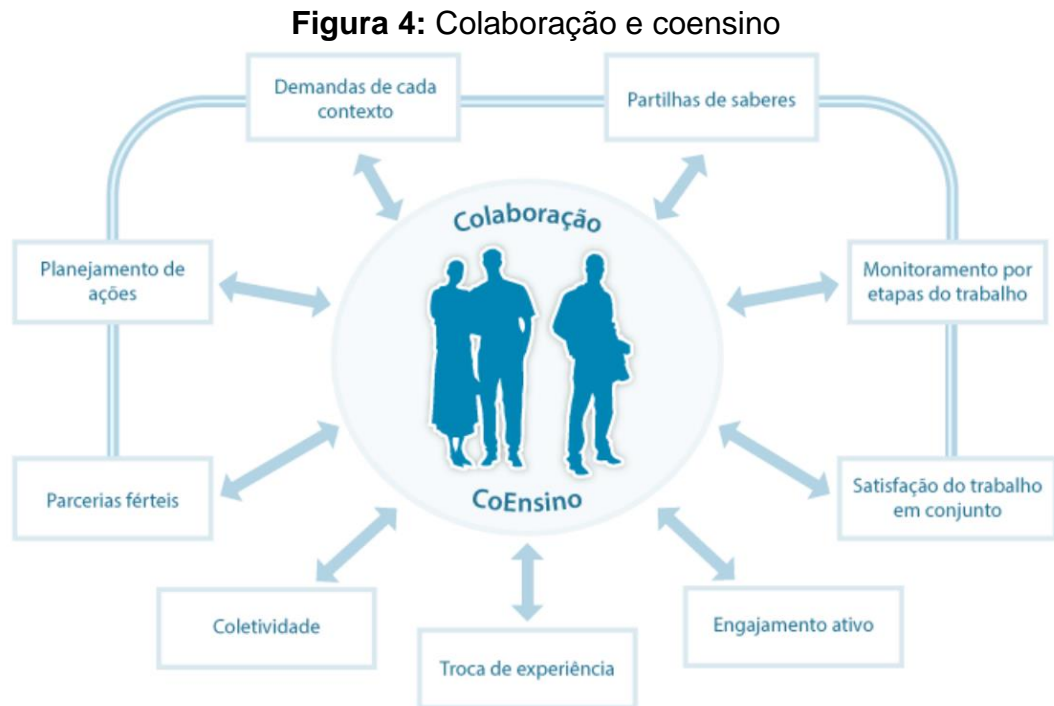 Figura 4: Colaboração e coensino
Demandas de cada
contexto
Partilhas de saberes
Colaboração
Planejamento de
ações
Monitoramento por
etapas do trabalho
Parcerias férteis
CoEnsino
Satisfação do trabalho
em conjunto
Coletividade
Troca de experiência
Engajamento ativo